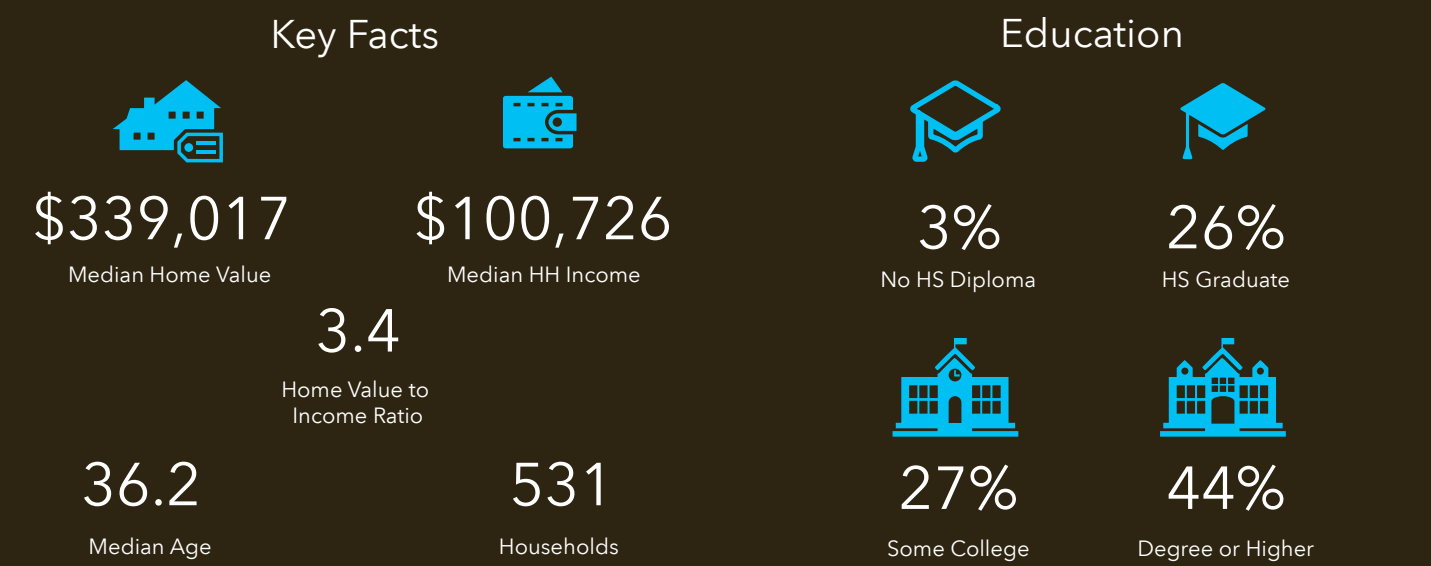 Key Facts
$339,017
Median Home Value
$100,726
Median HH Income
3.4
Home Value to
Income Ratio
36.2
Median Age
531
Households
Education
3%
No HS Diploma
26%
HS Graduate
27%
Some College
44%
Degree or Higher